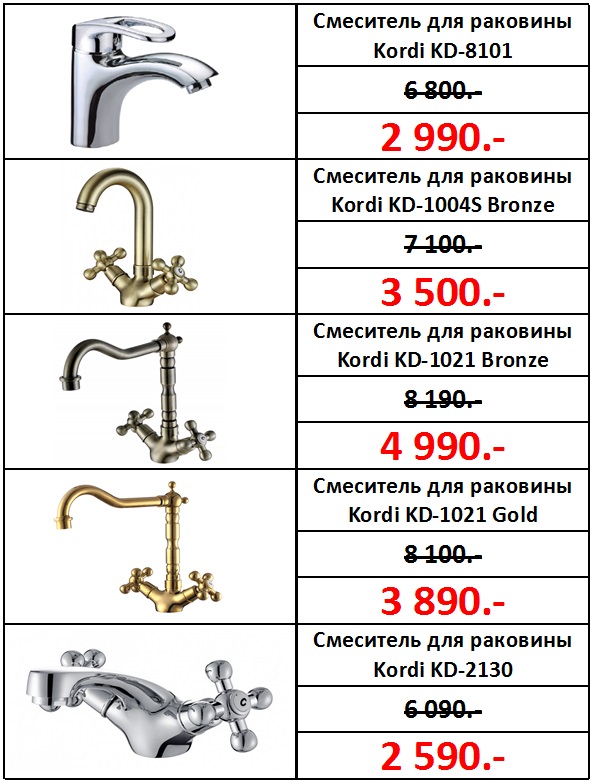 Смеситель для раковины
Kordi KD-8101
6 800.-
2 990.-
Смеситель для раковины
Kordi KD-1004S Bronze
7 100.-
3 500.-
Смеситель для раковины
Kordi KD-1021 Bronze
8 190.-
4 990.-
Смеситель для раковины
Kordi KD-1021 Gold
8 100.-
3 890.-
Смеситель для раковины
Kordi KD-2130
6 090.-
2 590.-